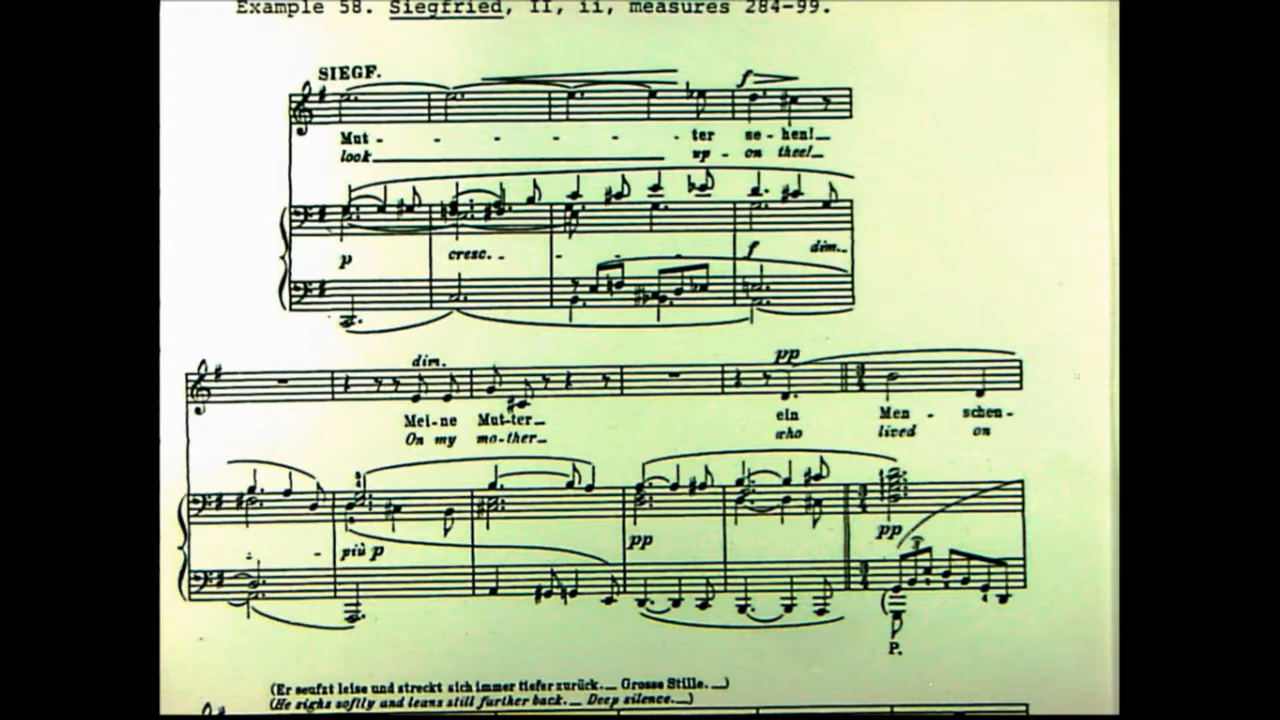 Example 58. Siegfried, II, ii, measures 284-99.
SIEGF.
f
Mut - - - - - ter se - hen!
look up - on thee!
p cresc. - - - f dim.
dim. pp
Mei-ne Mut-ter ein Men - schen-
On my mo-ther who lived on
più p pp pp
P.
(Er seufzt leise und streckt sich immer tiefer zurück. Grosse Stille.)
(He sighs softly and leans still further back. Deep silence.)